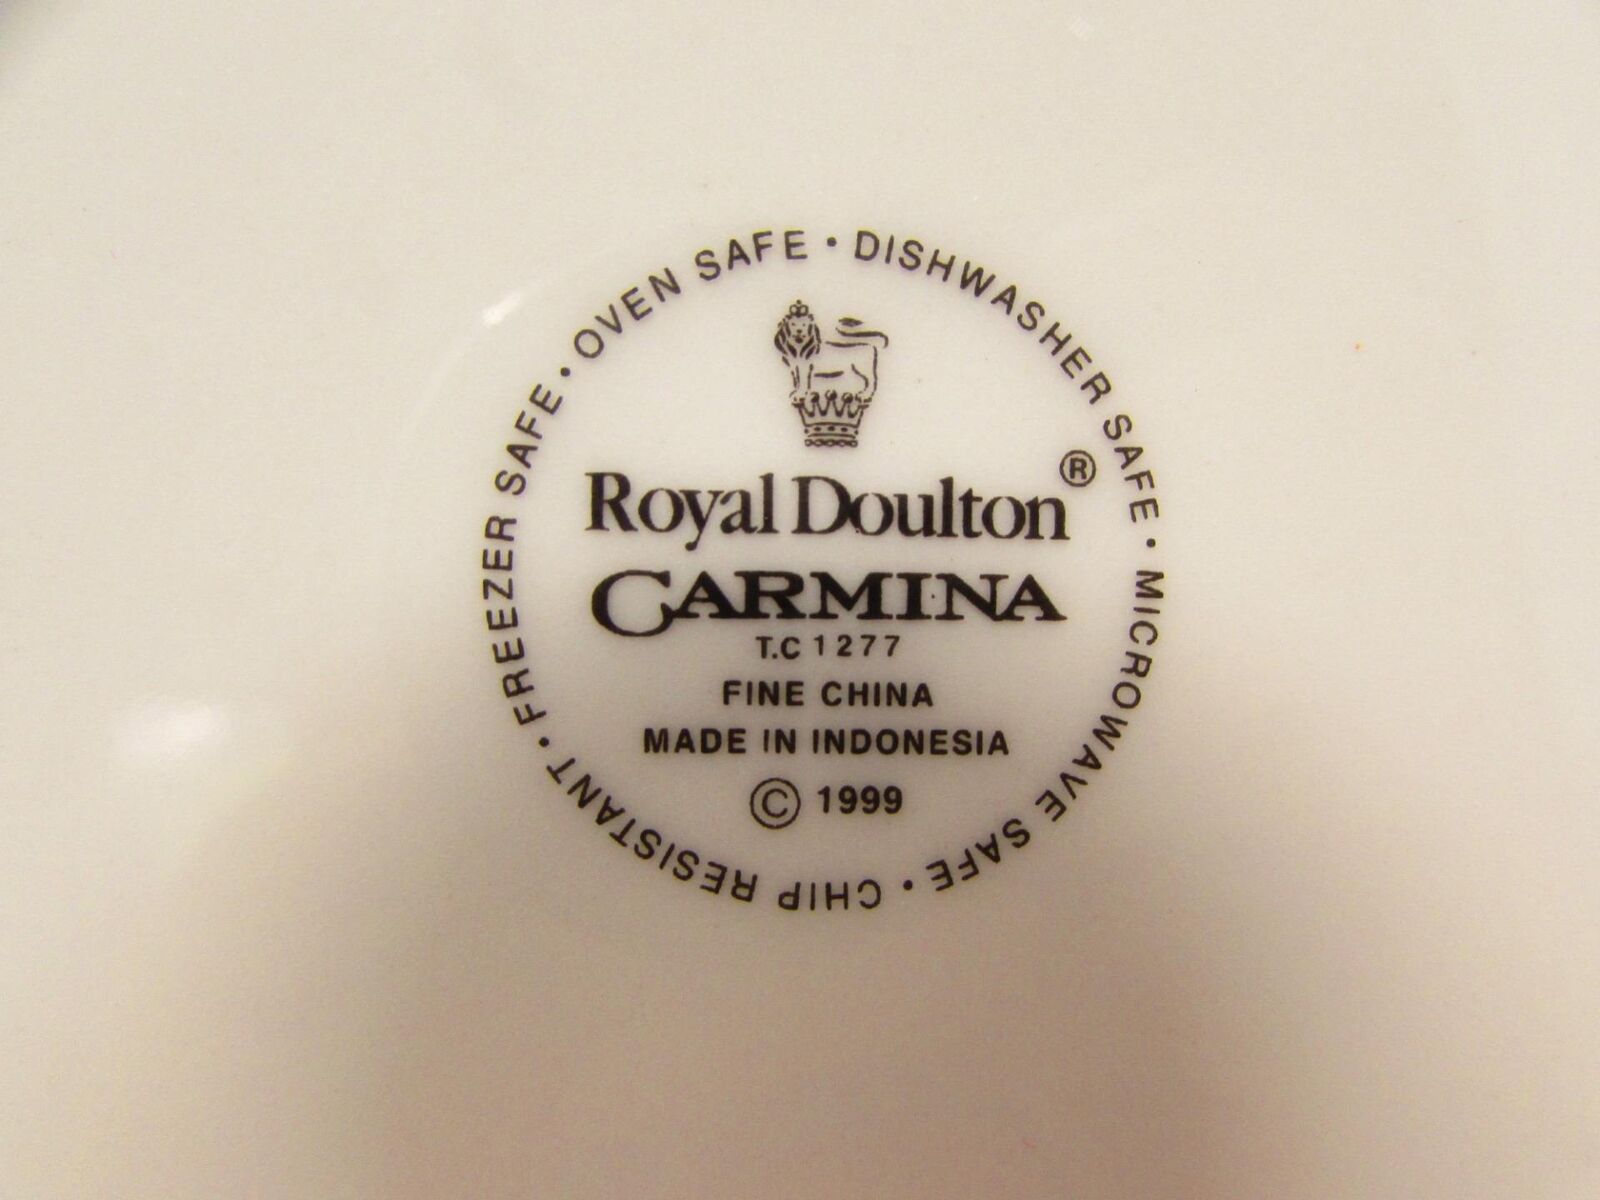 FREEZER SAFE • OVEN SAFE • DISHWASHER SAFE • MICROWAVE SAFE • CHIP RESISTANT •
Royal Doulton®
CARMINA
T.C 1277
FINE CHINA
MADE IN INDONESIA
© 1999